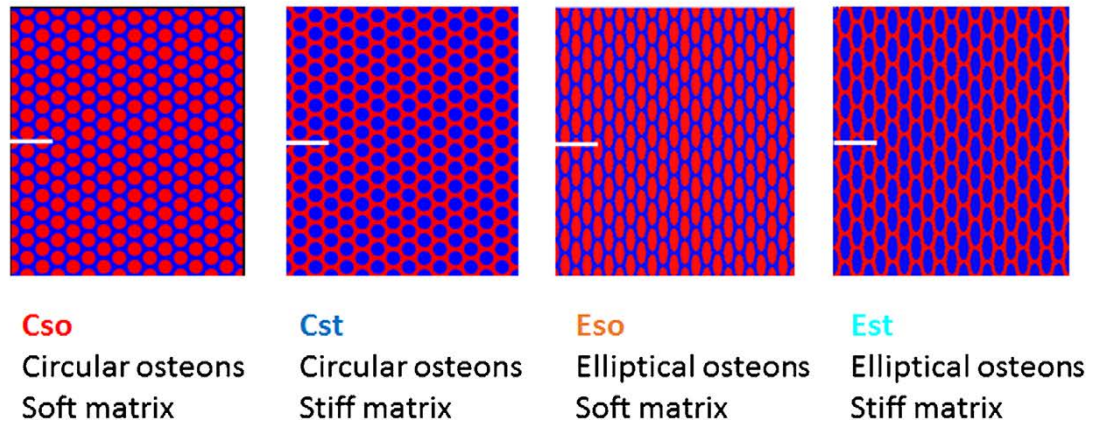 Cso
Circular osteons
Soft matrix
Cst
Circular osteons
Stiff matrix
Eso
Elliptical osteons
Soft matrix
Est
Elliptical osteons
Stiff matrix